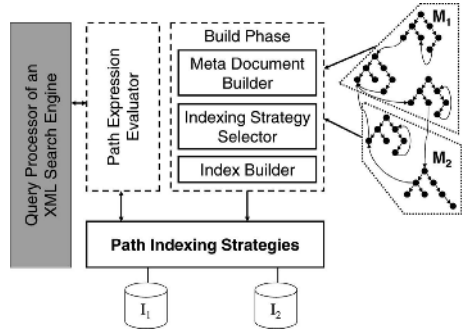 Query Processor of an
XML Search Engine
Path Expression
Evaluator
Build Phase
Meta Document
Builder
Indexing Strategy
Selector
Index Builder
M1
M2
Path Indexing Strategies
I1
I2